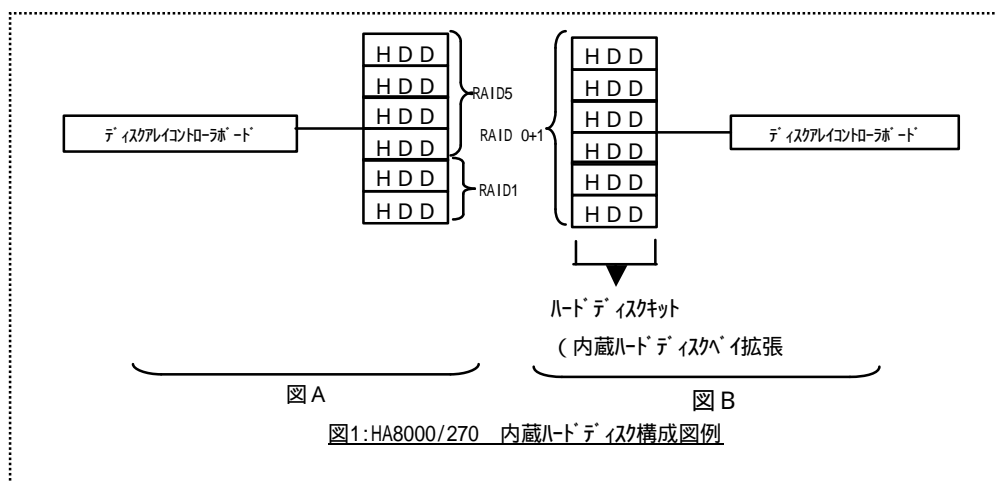 HDD
HDD
HDD
HDD
HDD
HDD
RAID5
RAID1
ディスクアレイコントローラボード
RAID 0+1
HDD
HDD
HDD
HDD
HDD
HDD
ディスクアレイコントローラボード
ハードディスクキット
(内蔵ハードディスクベイ拡張
図A
図B
図1:HA8000/270 内蔵ハードディスク構成図例